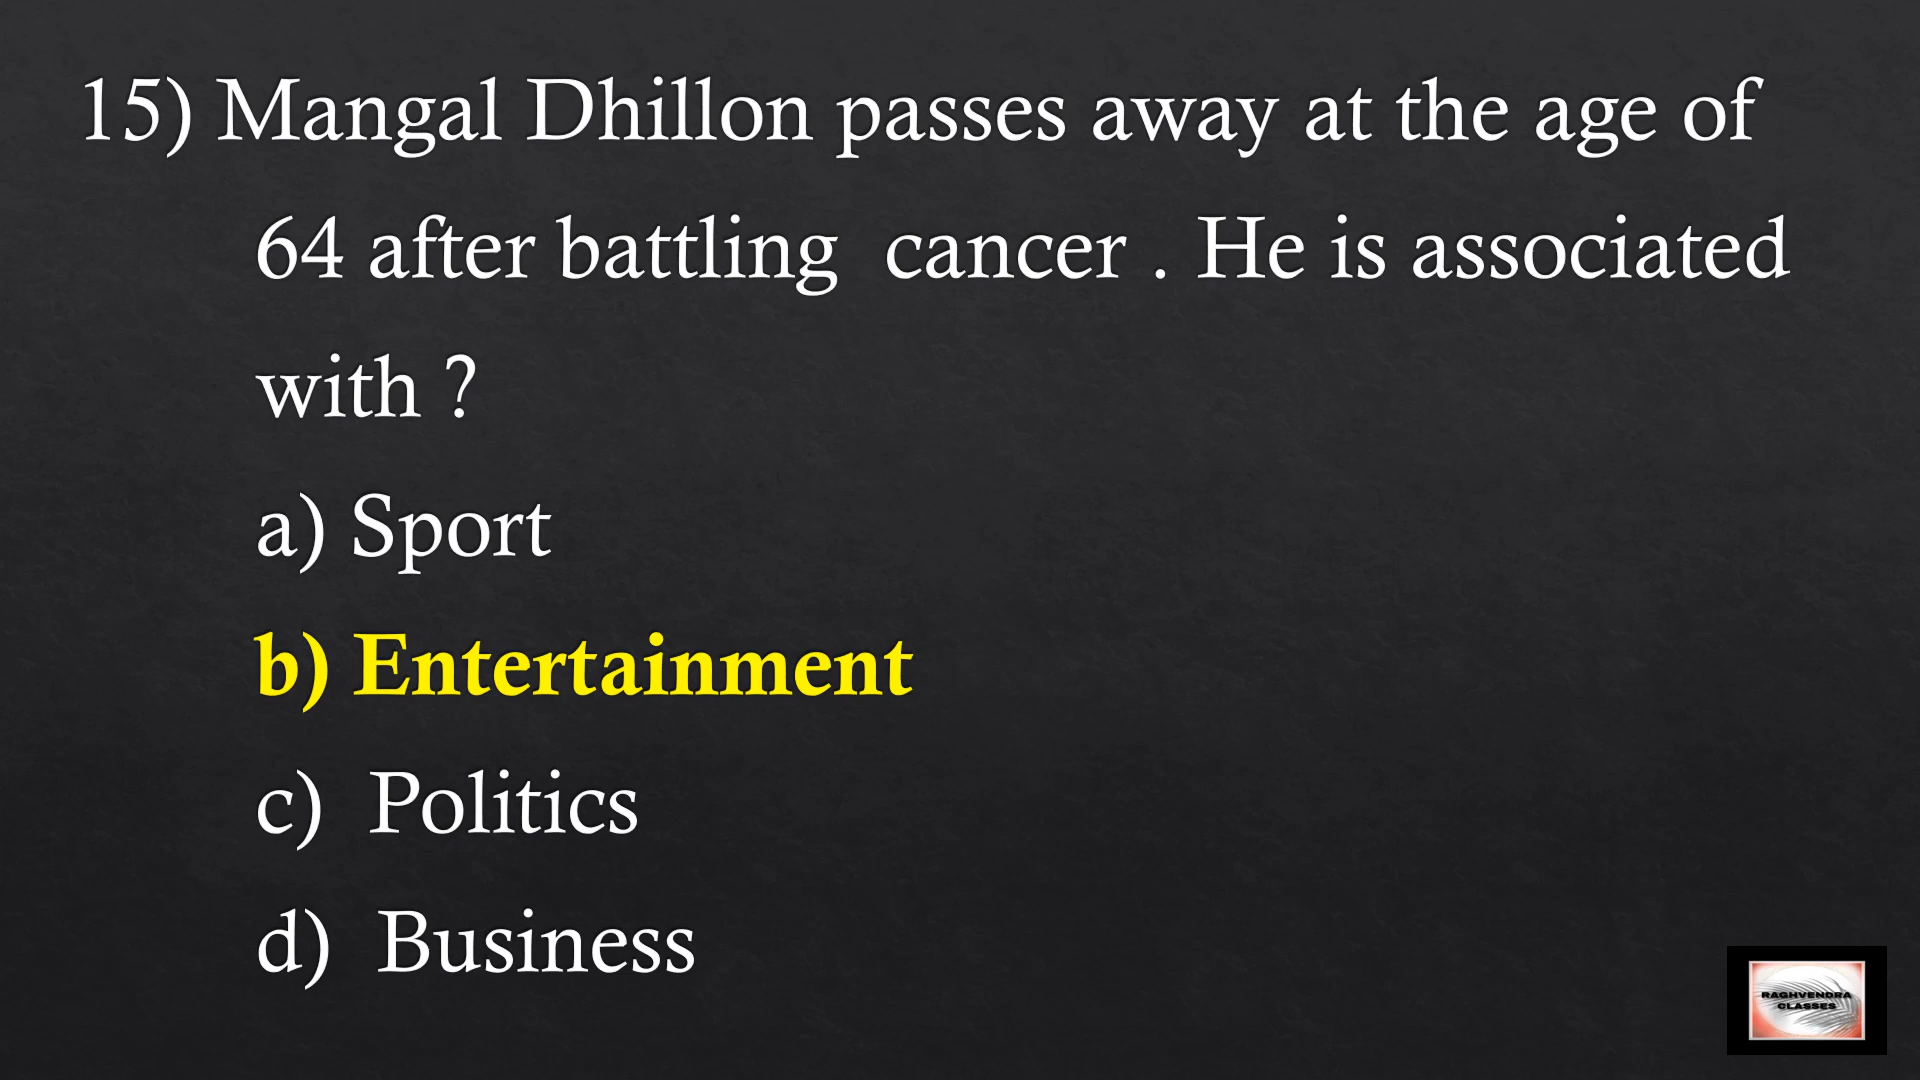 15) Mangal Dhillon passes away at the age of
64 after battling  cancer . He is associated
with ?
a) Sport
b) Entertainment
c)  Politics
d)  Business
RAGHVENDRA
CLASSES